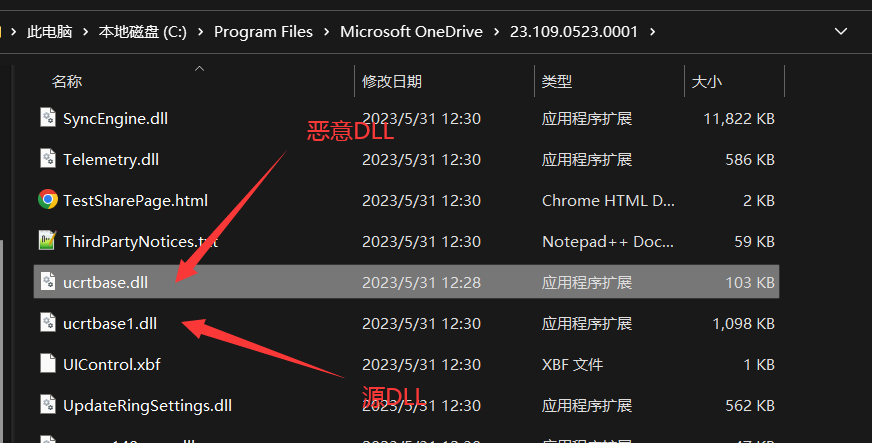 此电脑 > 本地磁盘 (C:) > Program Files > Microsoft OneDrive > 23.109.0523.0001 >
名称 修改日期 类型 大小
SyncEngine.dll 2023/5/31 12:30 应用程序扩展 11,822 KB
恶意DLL
Telemetry.dll 2023/5/31 12:30 应用程序扩展 586 KB
TestSharePage.html 2023/5/31 12:30 Chrome HTML D... 2 KB
ThirdPartyNotices.txt 2023/5/31 12:30 Notepad++ Doc... 59 KB
ucrtbase.dll 2023/5/31 12:28 应用程序扩展 103 KB
ucrtbase1.dll 2023/5/31 12:30 应用程序扩展 1,098 KB
UIControl.xbf 2023/5/31 12:30 XBF 文件 1 KB
源DLL
UpdateRingSettings.dll 2023/5/31 12:30 应用程序扩展 562 KB